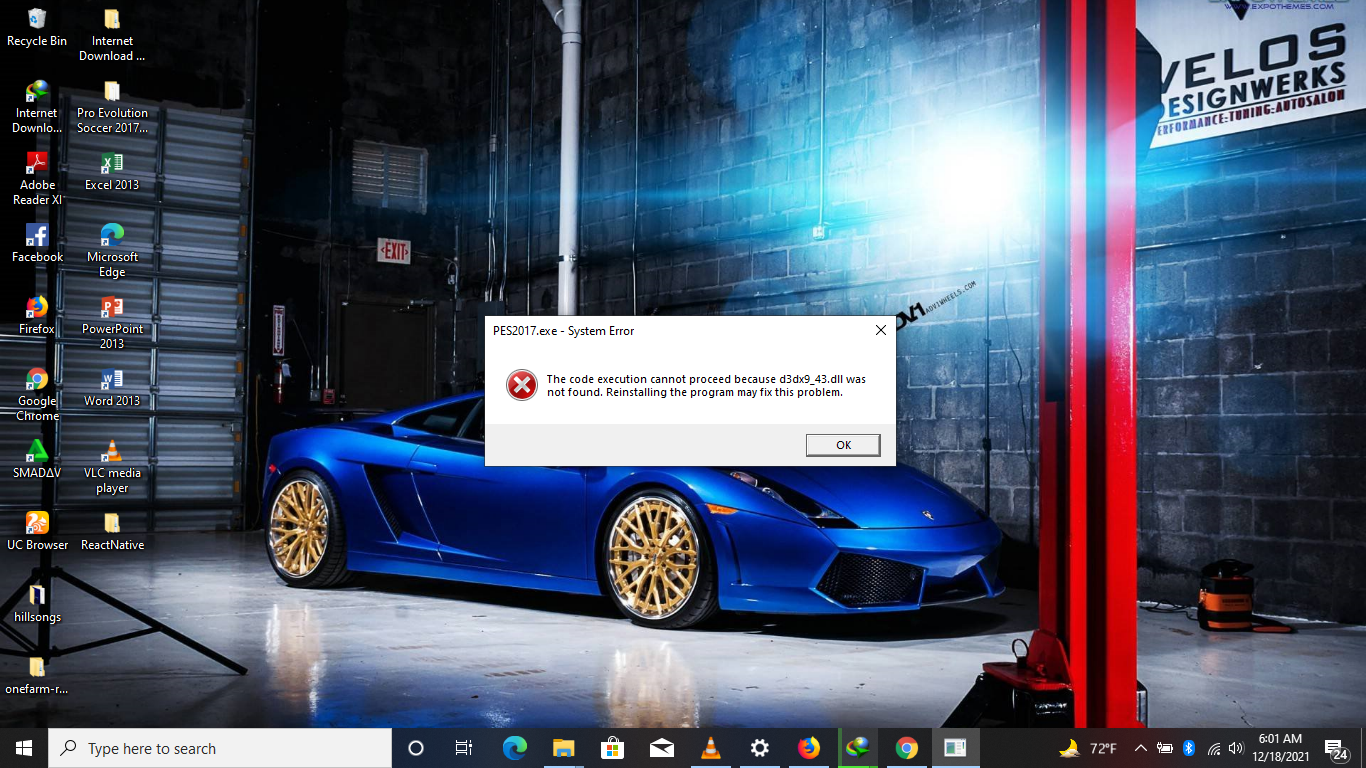 Recycle Bin
Internet
Download ...
Internet
Downlo...
Pro Evolution
Soccer 2017...
Adobe
Reader XI
Excel 2013
Facebook
Microsoft
Edge
Firefox
PowerPoint
2013
Google
Chrome
Word 2013
SMADΔV
VLC media
player
UC Browser
ReactNative
hillsongs
onefarm-r...
EXIT
WWW.EXPOTHEMES.COM
VELOS
DESIGNWERKS
PERFORMANCE:TUNING:AUTOSALON
ADV1WHEELS.COM
PES2017.exe - System Error
The code execution cannot proceed because d3dx9_43.dll was
not found. Reinstalling the program may fix this problem.
OK
Type here to search
72°F
6:01 AM
12/18/2021
24